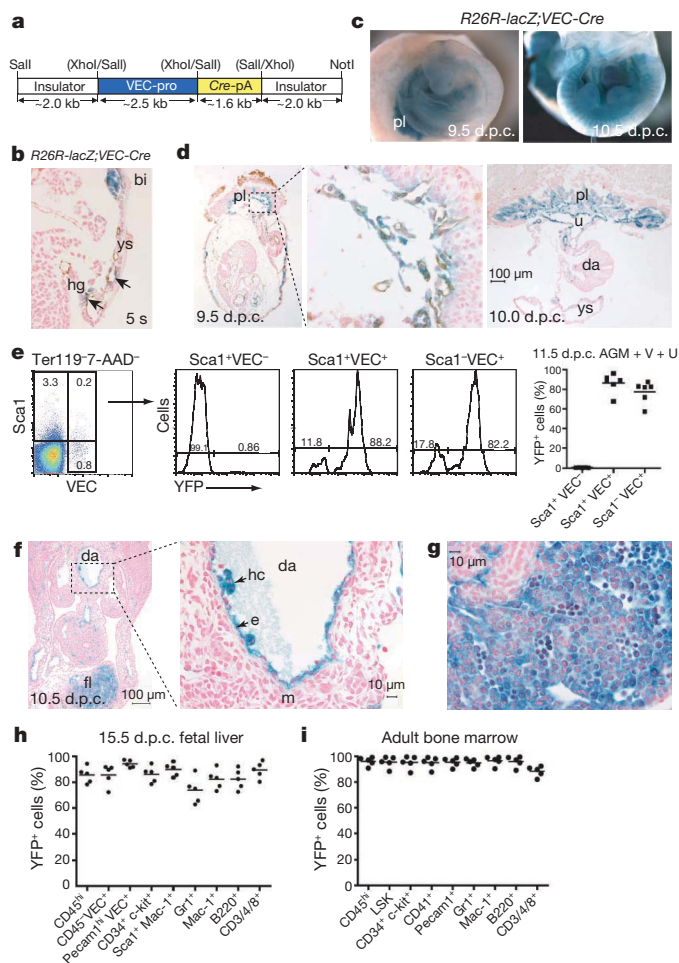 a
SalI (XhoI/SalI) (XhoI/SalI) (SalI/XhoI) NotI
Insulator VEC-pro Cre-pA Insulator
~2.0 kb ~2.5 kb ~1.6 kb ~2.0 kb
c R26R-lacZ;VEC-Cre
pl 9.5 d.p.c. 10.5 d.p.c.
b R26R-lacZ;VEC-Cre
bi
ys
hg
5 s
d
pl
9.5 d.p.c.
pl
u
da
100 μm
ys
10.0 d.p.c.
e Ter119⁻7-AAD⁻ Sca1⁺VEC⁻ Sca1⁺VEC⁺ Sca1⁻VEC⁺ 11.5 d.p.c. AGM + V + U
Sca1
3.3 0.2
0.8
VEC
Cells
99.1 0.86
YFP
11.8 88.2
17.8 82.2
YFP⁺ cells (%)
100
80
60
40
20
0
Sca1⁺ VEC⁻
Sca1⁺ VEC⁺
Sca1⁻ VEC⁺
f
da
fl
10.5 d.p.c. 100 μm
da
hc
e
m
10 μm
g
10 μm
h 15.5 d.p.c. fetal liver
YFP⁺ cells (%)
100
80
60
40
20
0
CD45ʰⁱ
CD45⁻VEC⁺
Pecam1ʰⁱ VEC⁺
CD34⁺ c-kit⁺
Sca1⁺ Mac-1⁺
Gr1⁺
Mac-1⁺
B220⁺
CD3/4/8⁺
i Adult bone marrow
YFP⁺ cells (%)
100
80
60
40
20
0
CD45ʰⁱ
LSK
CD34⁺ c-kit⁺
CD41⁺
Pecam1⁺
Gr1⁺
Mac-1⁺
B220⁺
CD3/4/8⁺